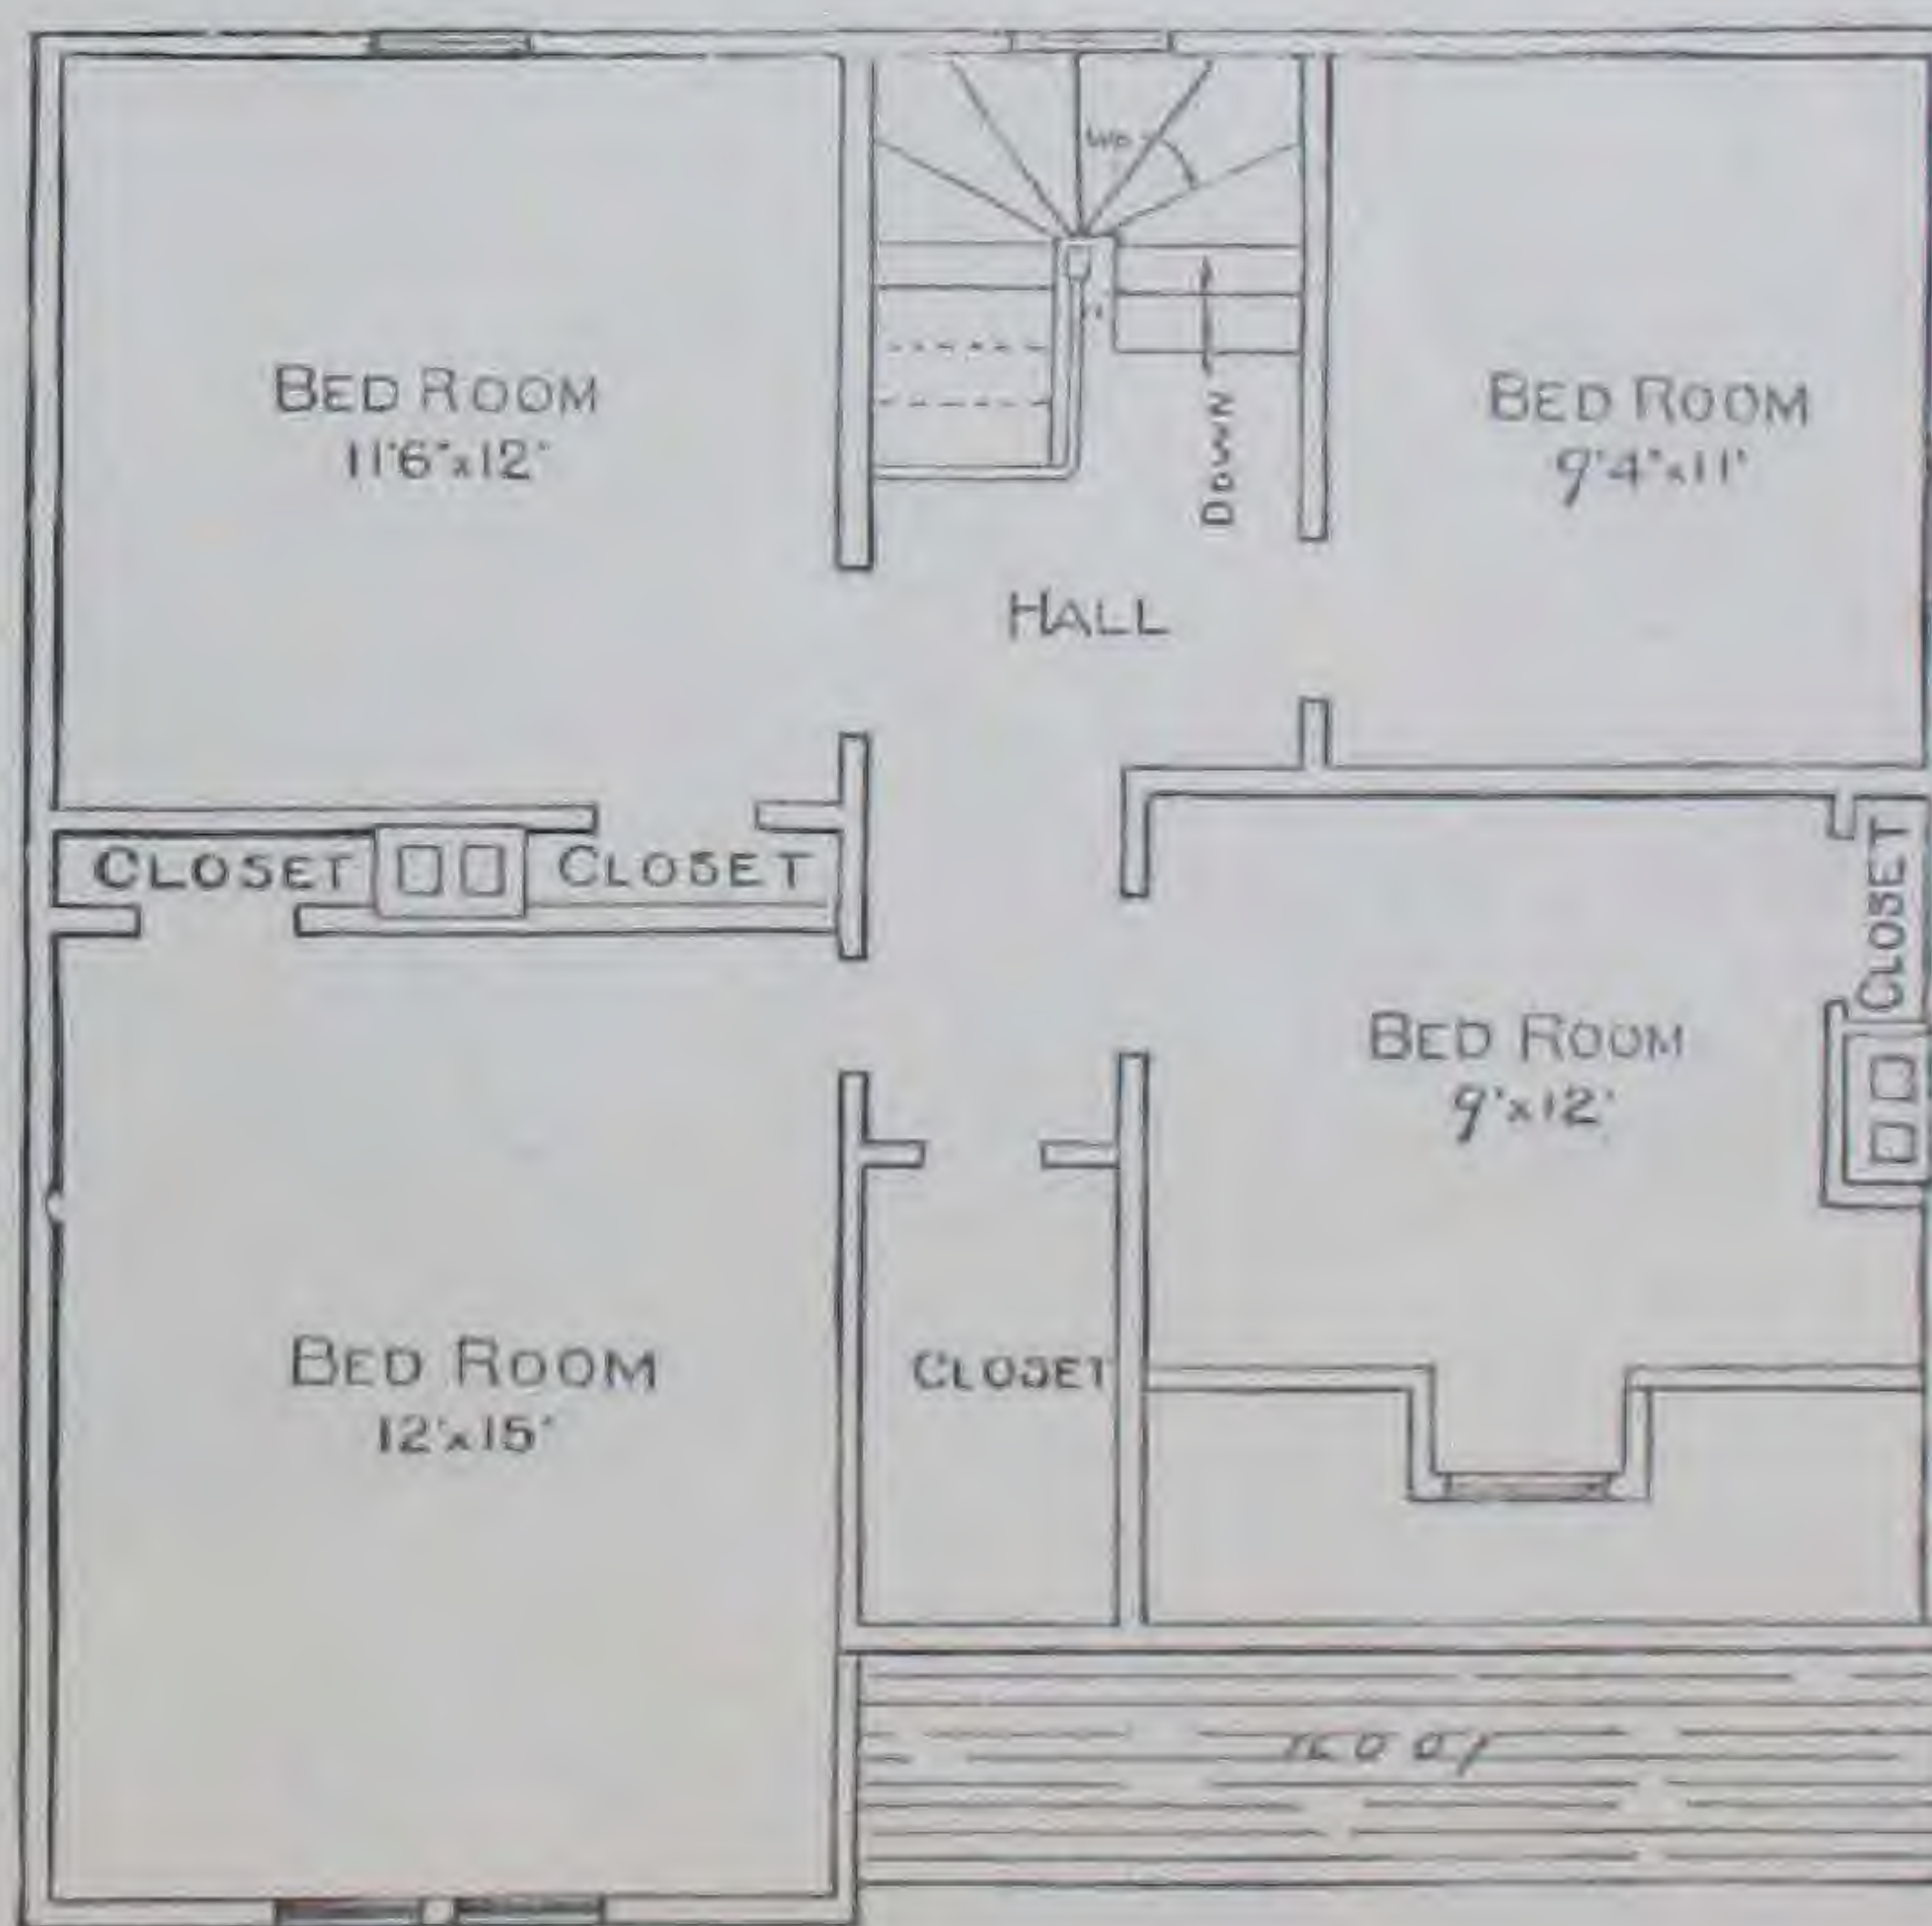 BED ROOM
11'6"x12'
DOWN
BED ROOM
9'4"x11'
HALL
CLOSET
CLOSET
CLOSET
BED ROOM
9'x12'
BED ROOM
12'x15'
CLOSET
ROOF